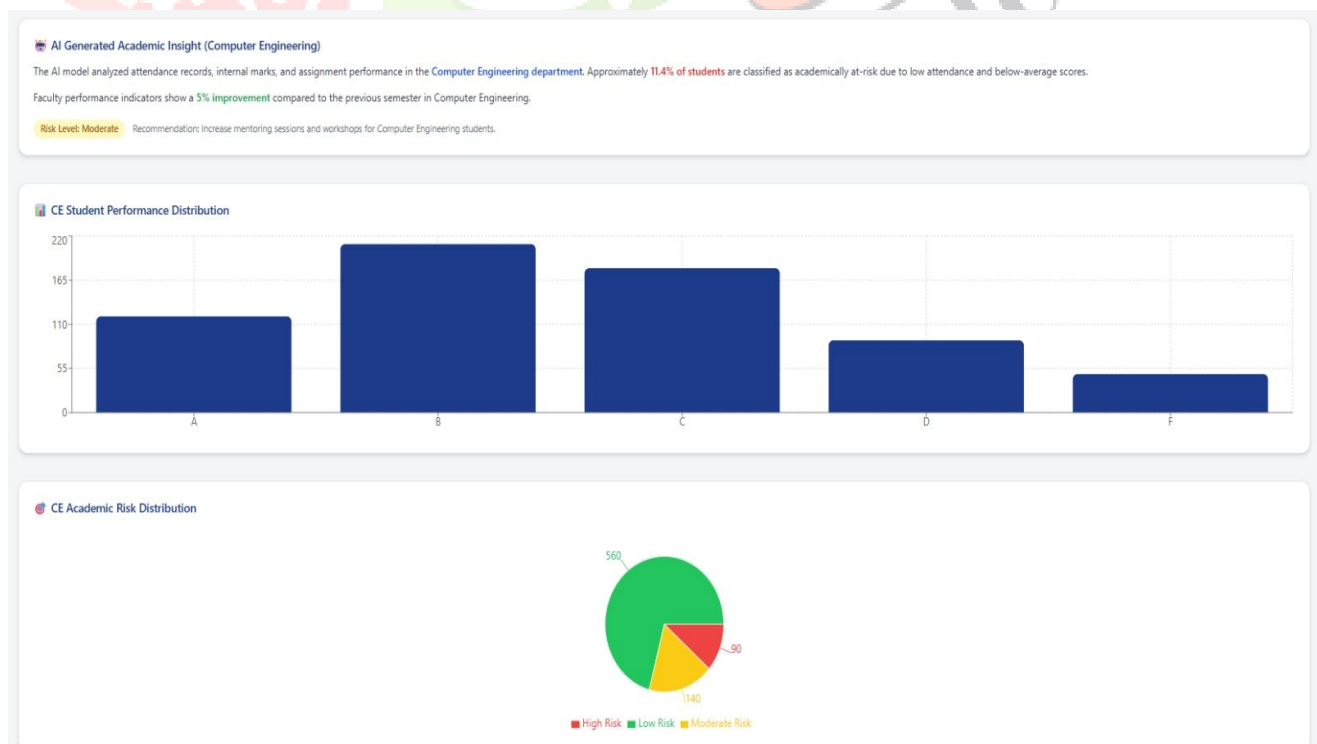 AI Generated Academic Insight (Computer Engineering)
The AI model analyzed attendance records, internal marks, and assignment performance in the Computer Engineering department. Approximately 11.4% of students are classified as academically at-risk due to low attendance and below-average scores.
Faculty performance indicators show a 5% improvement compared to the previous semester in Computer Engineering.
Risk Level: Moderate Recommendation: Increase mentoring sessions and workshops for Computer Engineering students.
CE Student Performance Distribution
220
165
110
55
0
A B C D F
CE Academic Risk Distribution
560
90
140
High Risk Low Risk Moderate Risk